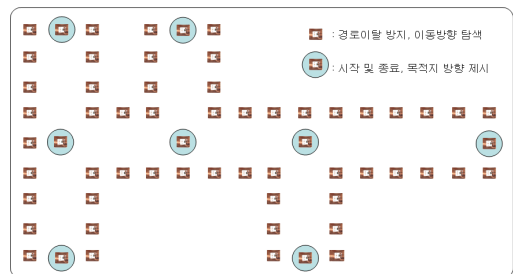 : 경로이탈 방지, 이동방향 탐색
: 시작 및 종료, 목적지 방향 제시